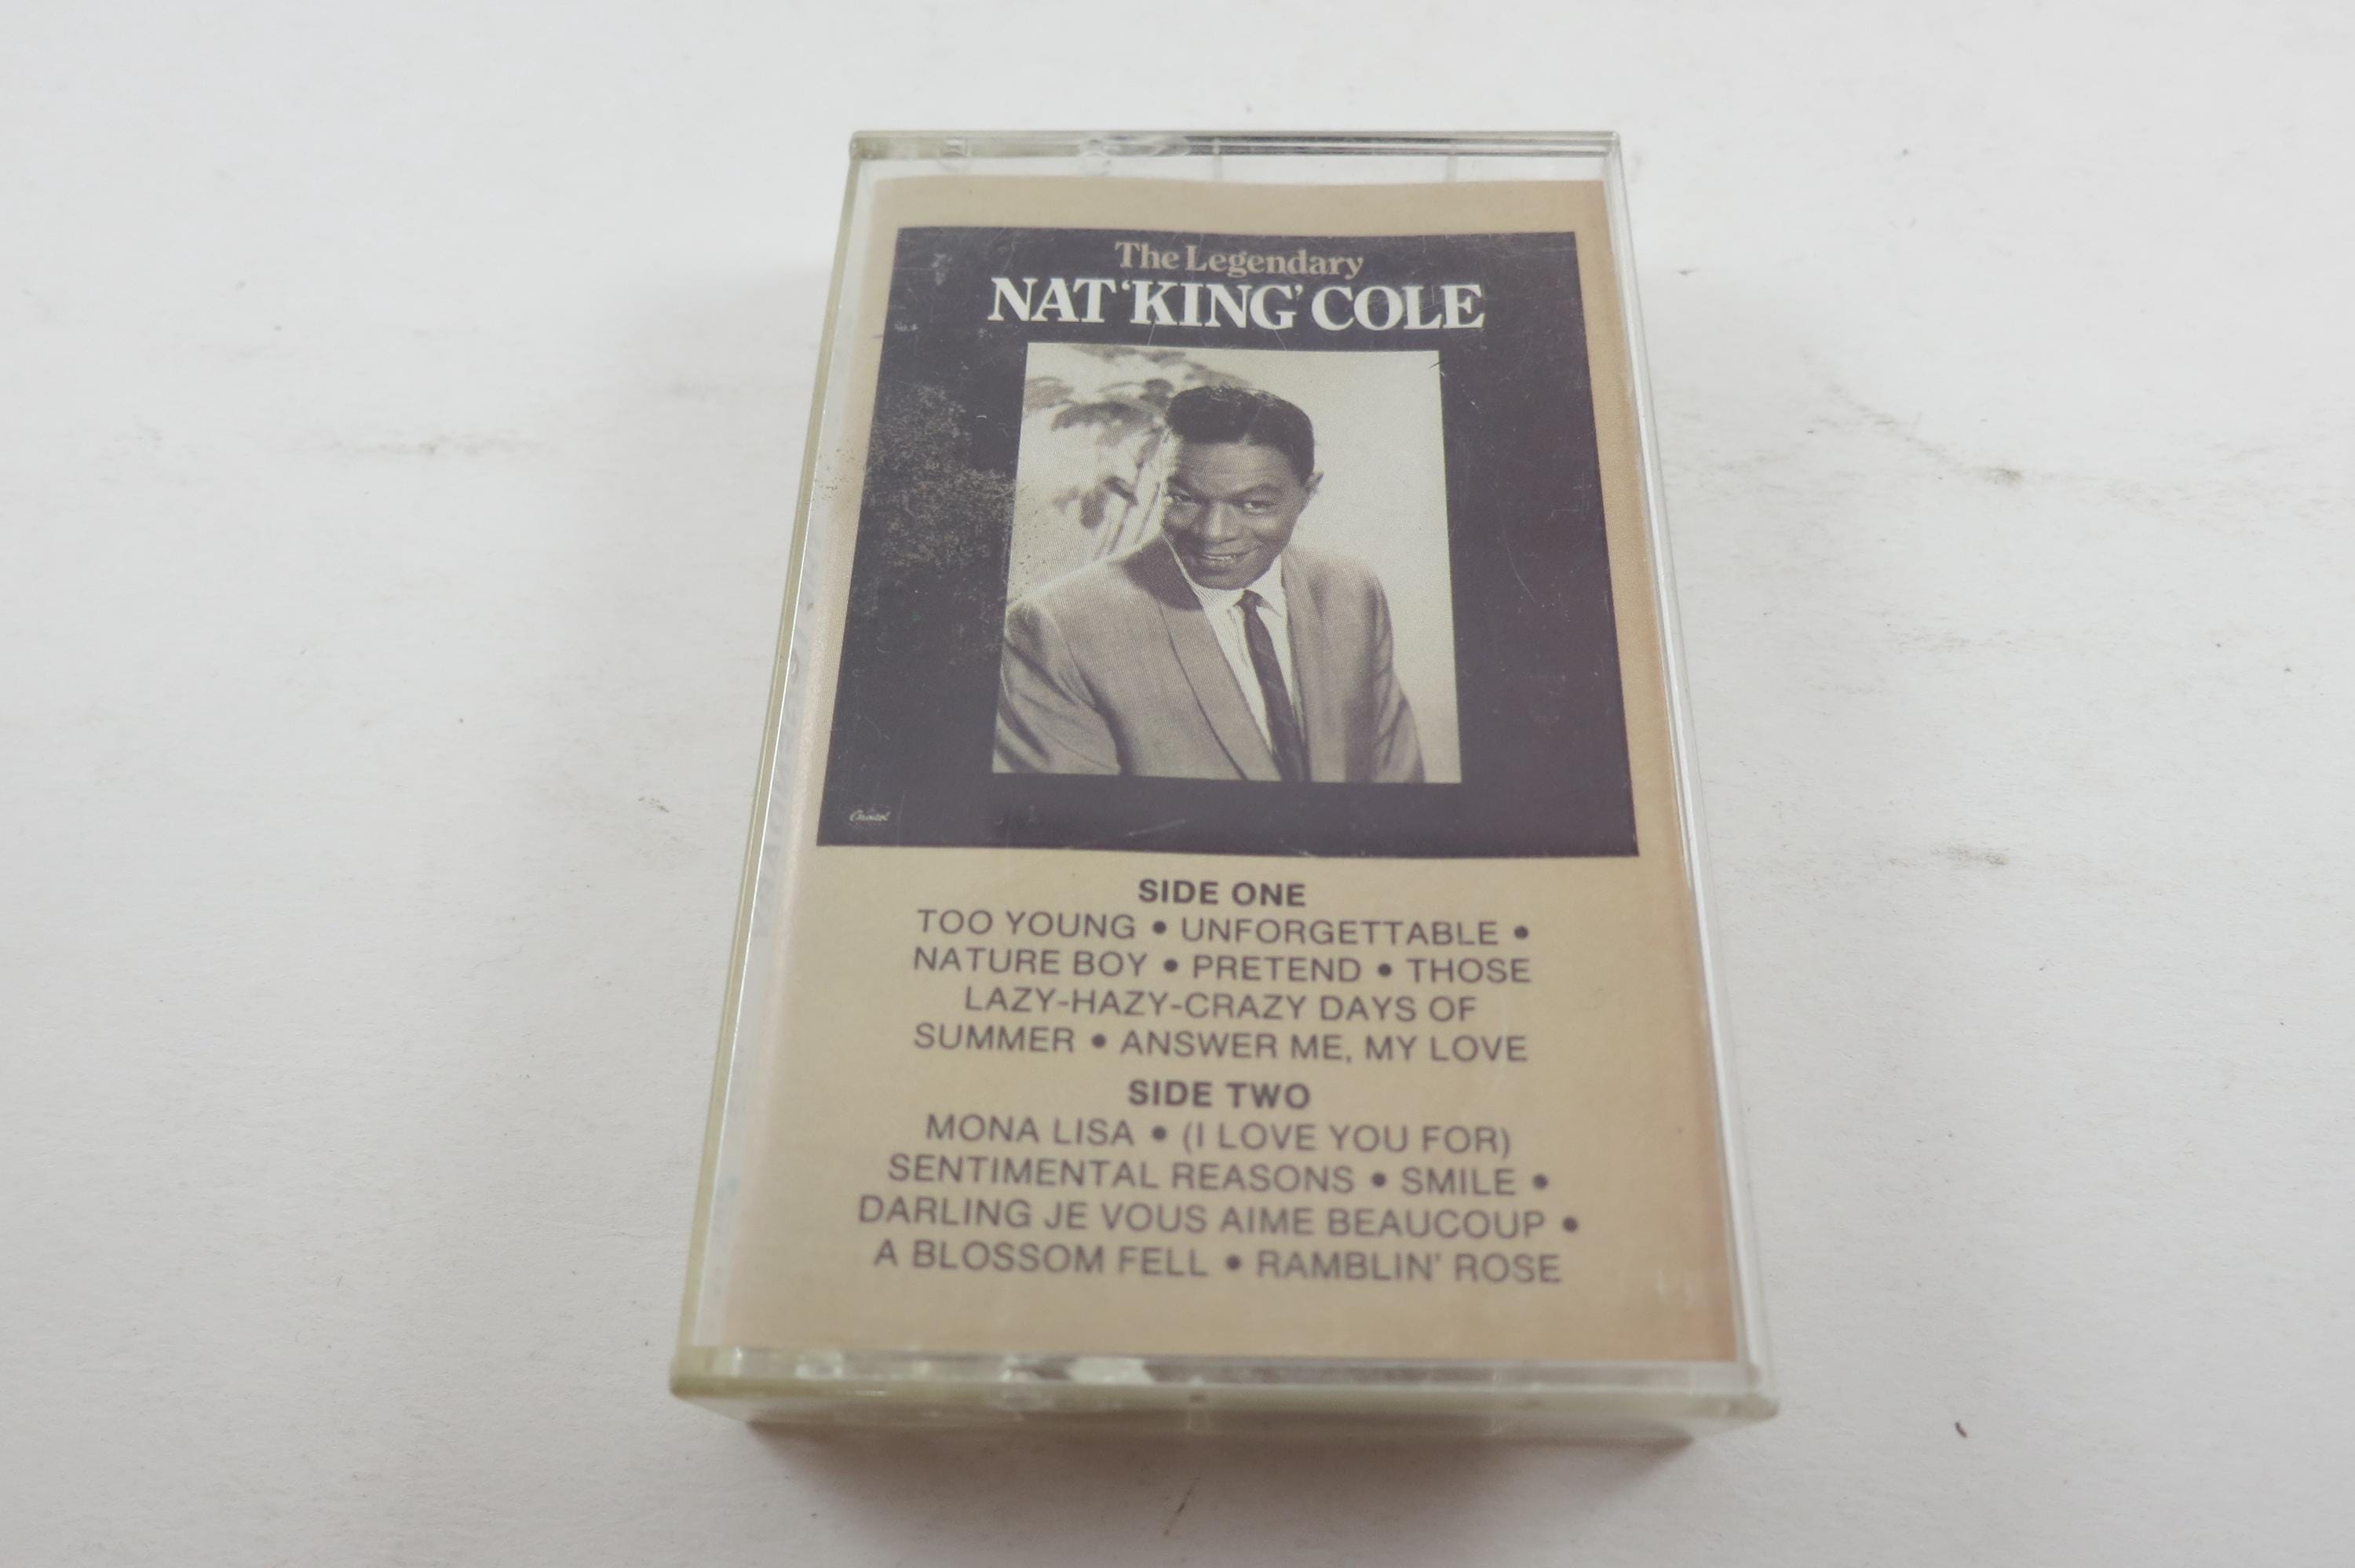 The Legendary
NAT 'KING' COLE
Capitol
SIDE ONE
TOO YOUNG • UNFORGETTABLE •
NATURE BOY • PRETEND • THOSE
LAZY-HAZY-CRAZY DAYS OF
SUMMER • ANSWER ME, MY LOVE
SIDE TWO
MONA LISA • (I LOVE YOU FOR)
SENTIMENTAL REASONS • SMILE •
DARLING JE VOUS AIME BEAUCOUP •
A BLOSSOM FELL • RAMBLIN' ROSE